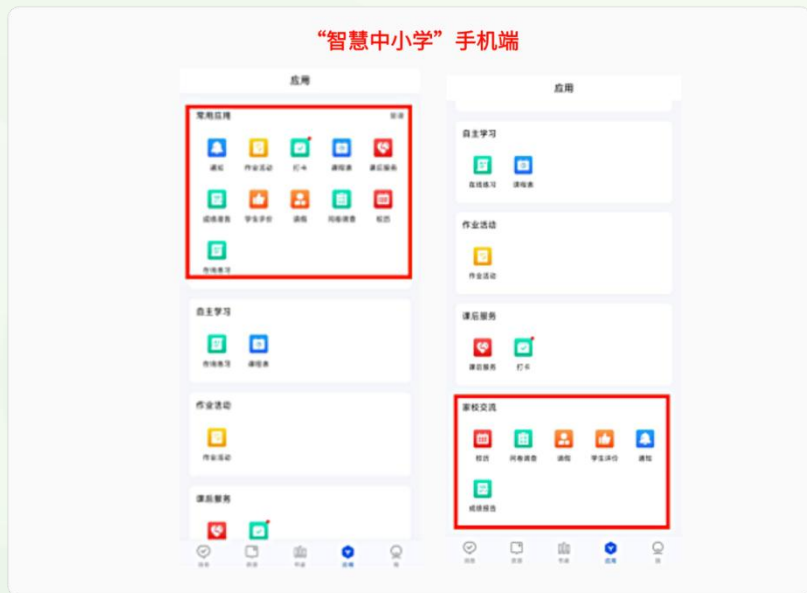 “智慧中小学”手机端
应用
常用应用
通知 作业活动 打卡 课程表 课后服务
成绩报告 学生评价 请假 问卷调查 校历
在线练习
自主学习
在线练习 课程表
作业活动
作业活动
课后服务
应用
自主学习
在线练习 课程表
作业活动
作业活动
课后服务
课后服务 打卡
家校交流
校历 问卷调查 请假 学生评价 通知
成绩报告
应用
应用